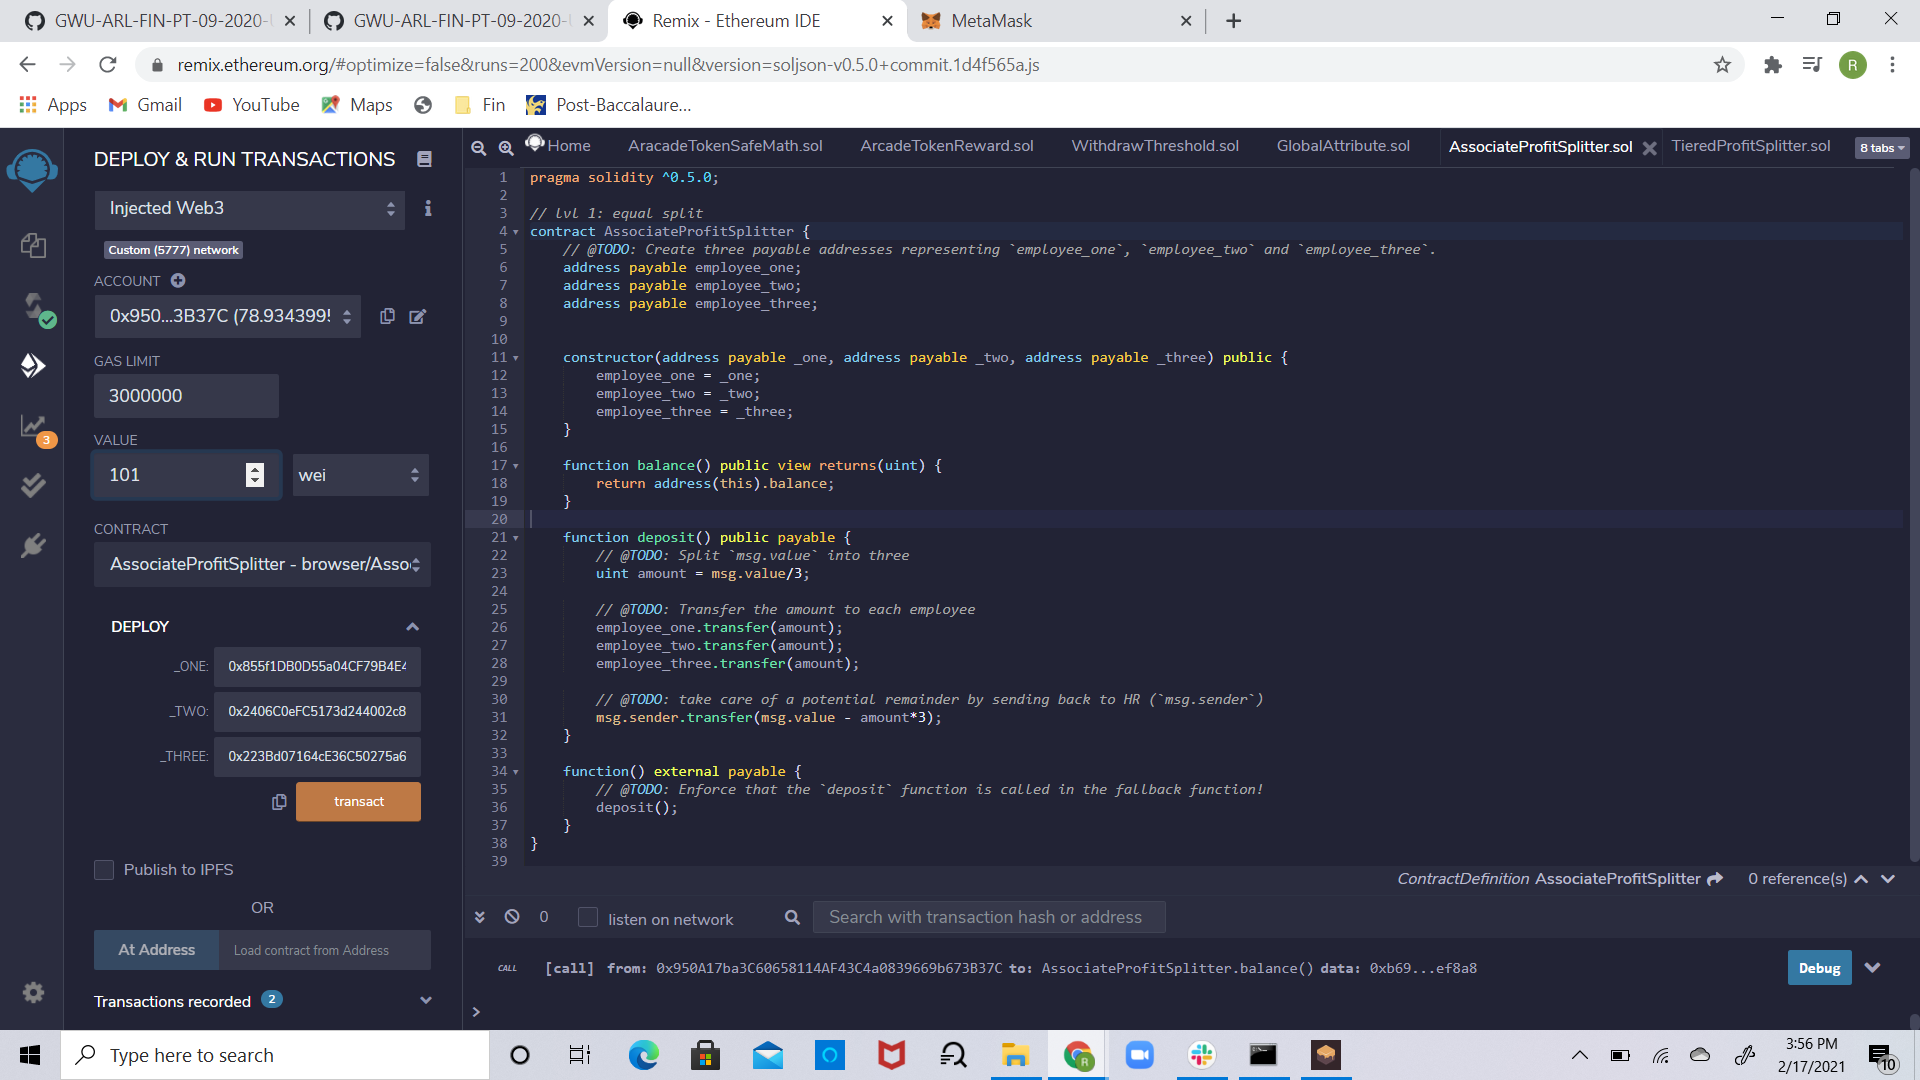 GWU-ARL-FIN-PT-09-2020-
GWU-ARL-FIN-PT-09-2020-
Remix - Ethereum IDE
MetaMask
remix.ethereum.org/#optimize=false&runs=200&evmVersion=null&version=soljson-v0.5.0+commit.1d4f565a.js
R
Apps
Gmail
YouTube
Maps
Fin
Post-Baccalaure...
DEPLOY & RUN TRANSACTIONS
Injected Web3
Custom (5777) network
ACCOUNT
0x950...3B37C (78.9343995
GAS LIMIT
3000000
VALUE
101
wei
CONTRACT
AssociateProfitSplitter - browser/Asso
DEPLOY
_ONE: 0x855f1DB0D55a04CF79B4E4
_TWO: 0x2406C0eFC5173d244002c8
_THREE: 0x223Bd07164cE36C50275a6
transact
Publish to IPFS
OR
At Address
Load contract from Address
Transactions recorded 2
3
Home
AracadeTokenSafeMath.sol
ArcadeTokenReward.sol
WithdrawThreshold.sol
GlobalAttribute.sol
AssociateProfitSplitter.sol
TieredProfitSplitter.sol
8 tabs
1 pragma solidity ^0.5.0;
2
3 // lvl 1: equal split
4 contract AssociateProfitSplitter {
5 // @TODO: Create three payable addresses representing `employee_one`, `employee_two` and `employee_three`.
6 address payable employee_one;
7 address payable employee_two;
8 address payable employee_three;
9
10
11 constructor(address payable _one, address payable _two, address payable _three) public {
12 employee_one = _one;
13 employee_two = _two;
14 employee_three = _three;
15 }
16
17 function balance() public view returns(uint) {
18 return address(this).balance;
19 }
20
21 function deposit() public payable {
22 // @TODO: Split `msg.value` into three
23 uint amount = msg.value/3;
24
25 // @TODO: Transfer the amount to each employee
26 employee_one.transfer(amount);
27 employee_two.transfer(amount);
28 employee_three.transfer(amount);
29
30 // @TODO: take care of a potential remainder by sending back to HR (`msg.sender`)
31 msg.sender.transfer(msg.value - amount*3);
32 }
33
34 function() external payable {
35 // @TODO: Enforce that the `deposit` function is called in the fallback function!
36 deposit();
37 }
38 }
39
ContractDefinition AssociateProfitSplitter
0 reference(s)
0
listen on network
Search with transaction hash or address
CALL [call] from: 0x950A17ba3C60658114AF43C4a0839669b673B37C to: AssociateProfitSplitter.balance() data: 0xb69...ef8a8
Debug
>
Type here to search
3:56 PM
2/17/2021
10